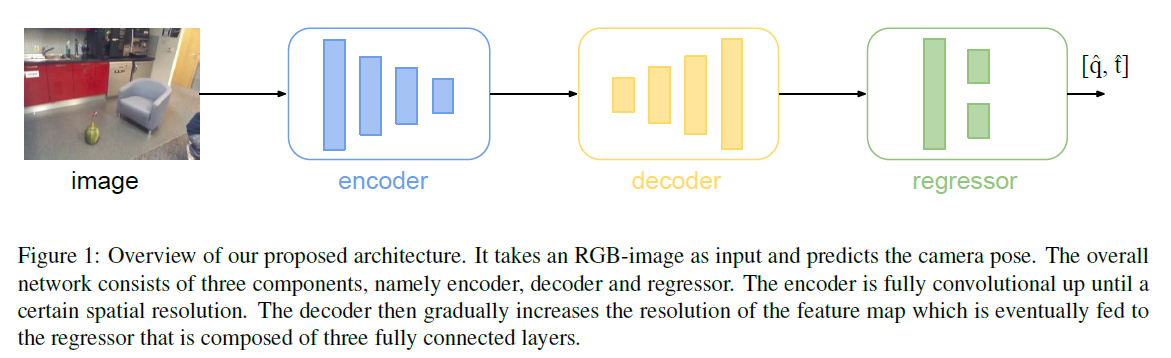 [q̂, t̂]
image
encoder
decoder
regressor
Figure 1: Overview of our proposed architecture. It takes an RGB-image as input and predicts the camera pose. The overall
network consists of three components, namely encoder, decoder and regressor. The encoder is fully convolutional up until a
certain spatial resolution. The decoder then gradually increases the resolution of the feature map which is eventually fed to
the regressor that is composed of three fully connected layers.